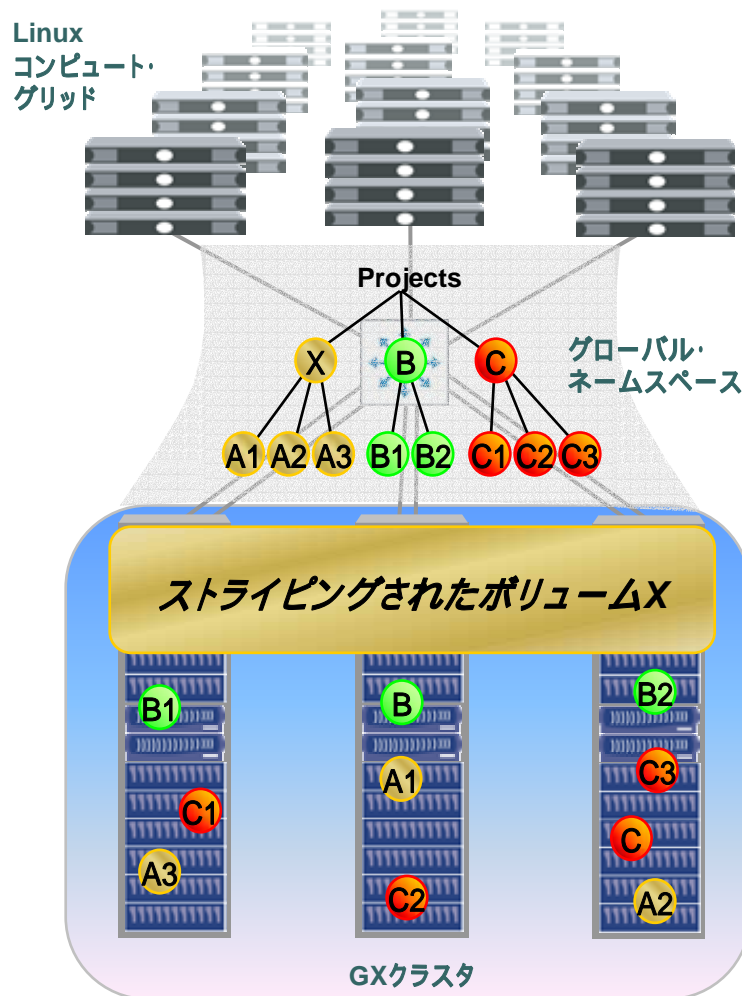 Linux
コンピュート・
グリッド
Projects
グローバル・
ネームスペース
X
B
C
A1
A2
A3
B1
B2
C1
C2
C3
ストライピングされたボリュームX
B1
B
B2
C3
A1
C1
C
A3
C2
A2
GXクラスタ